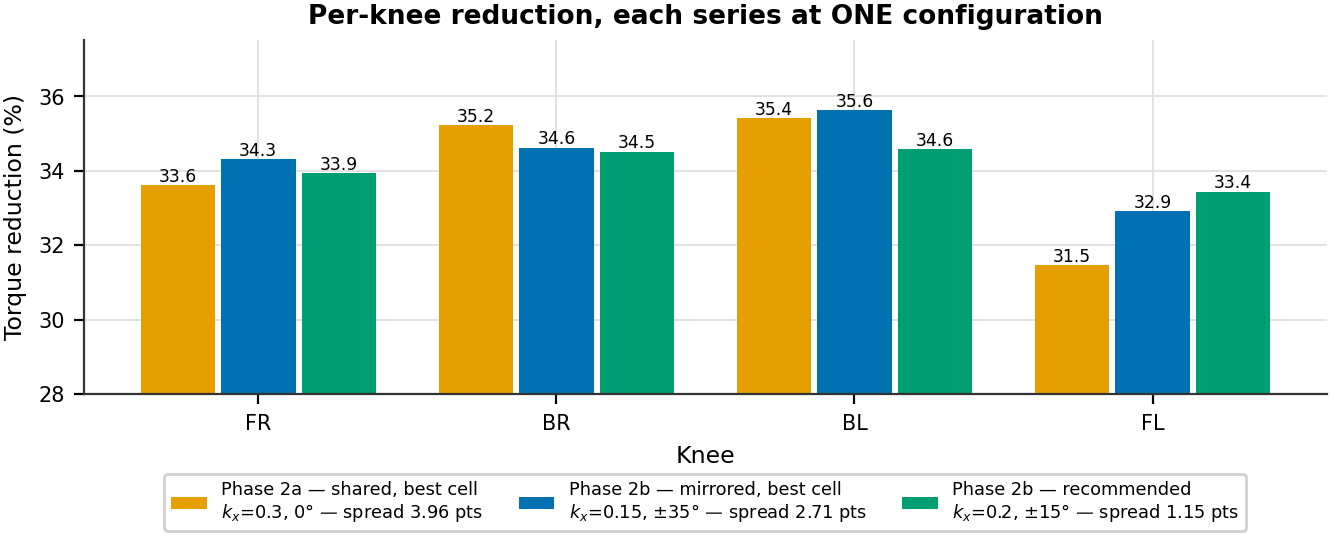 Per-knee reduction, each series at ONE configuration
Torque reduction (%)
36
34
32
30
28
33.6
34.3
33.9
35.2
34.6
34.5
35.4
35.6
34.6
31.5
32.9
33.4
FR
BR
BL
FL
Knee
Phase 2a — shared, best cell
kₓ=0.3, 0° — spread 3.96 pts
Phase 2b — mirrored, best cell
kₓ=0.15, ±35° — spread 2.71 pts
Phase 2b — recommended
kₓ=0.2, ±15° — spread 1.15 pts